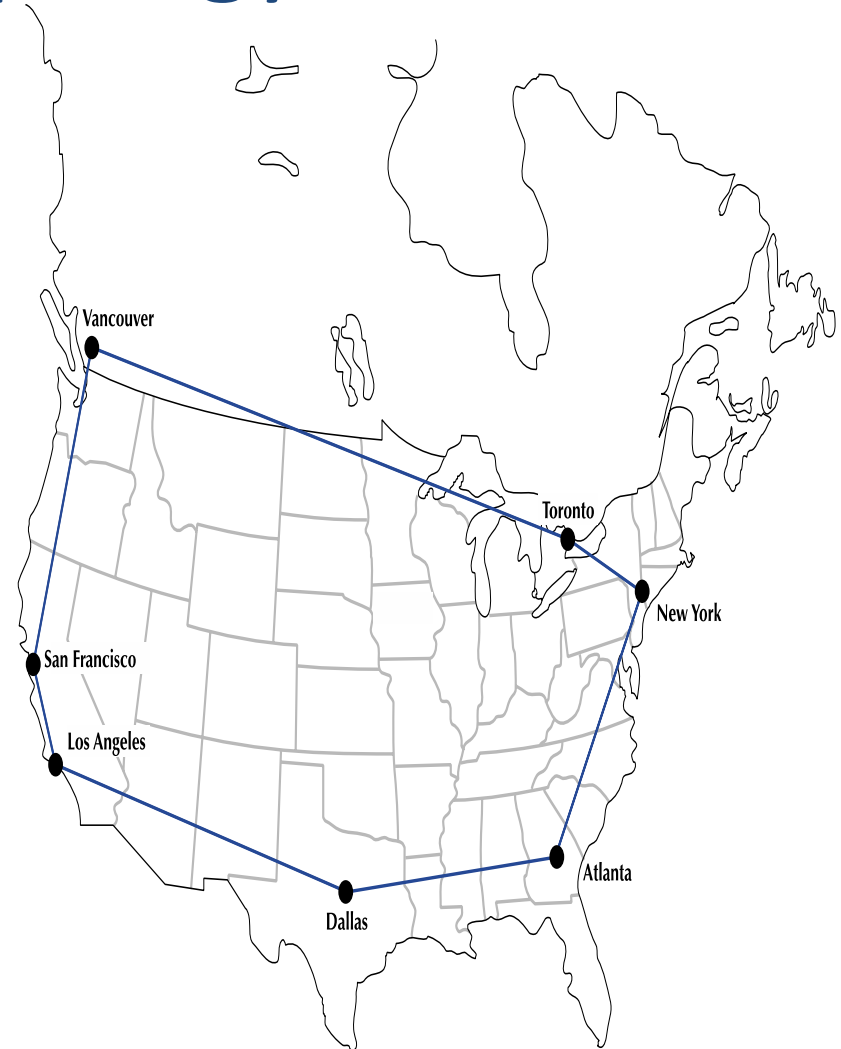 Vancouver
Toronto
New York
San Francisco
Los Angeles
Atlanta
Dallas